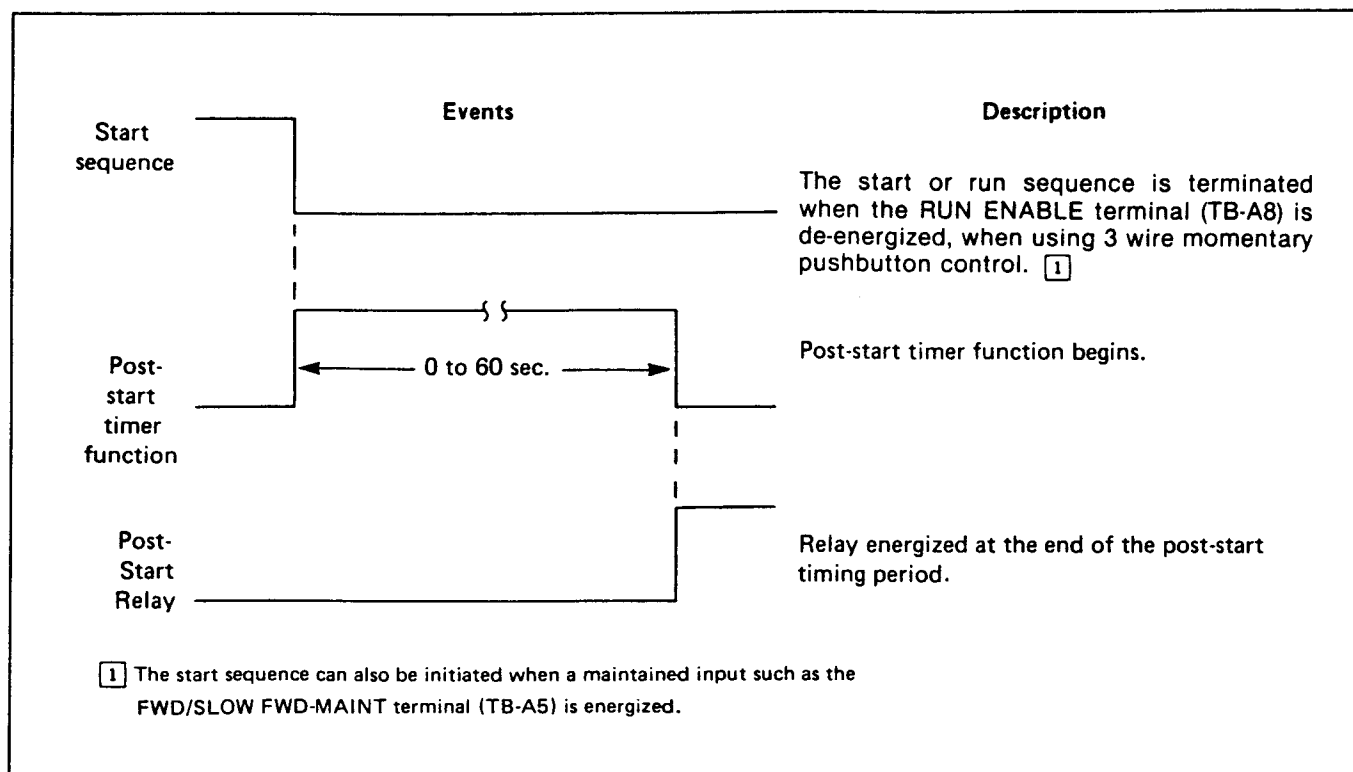 Events
Description
Start
sequence
The start or run sequence is terminated
when the RUN ENABLE terminal (TB-A8) is
de-energized, when using 3 wire momentary
pushbutton control. [1]
Post-
start
timer
function
0 to 60 sec.
Post-start timer function begins.
Post-
Start
Relay
Relay energized at the end of the post-start
timing period.
[1] The start sequence can also be initiated when a maintained input such as the
FWD/SLOW FWD-MAINT terminal (TB-A5) is energized.